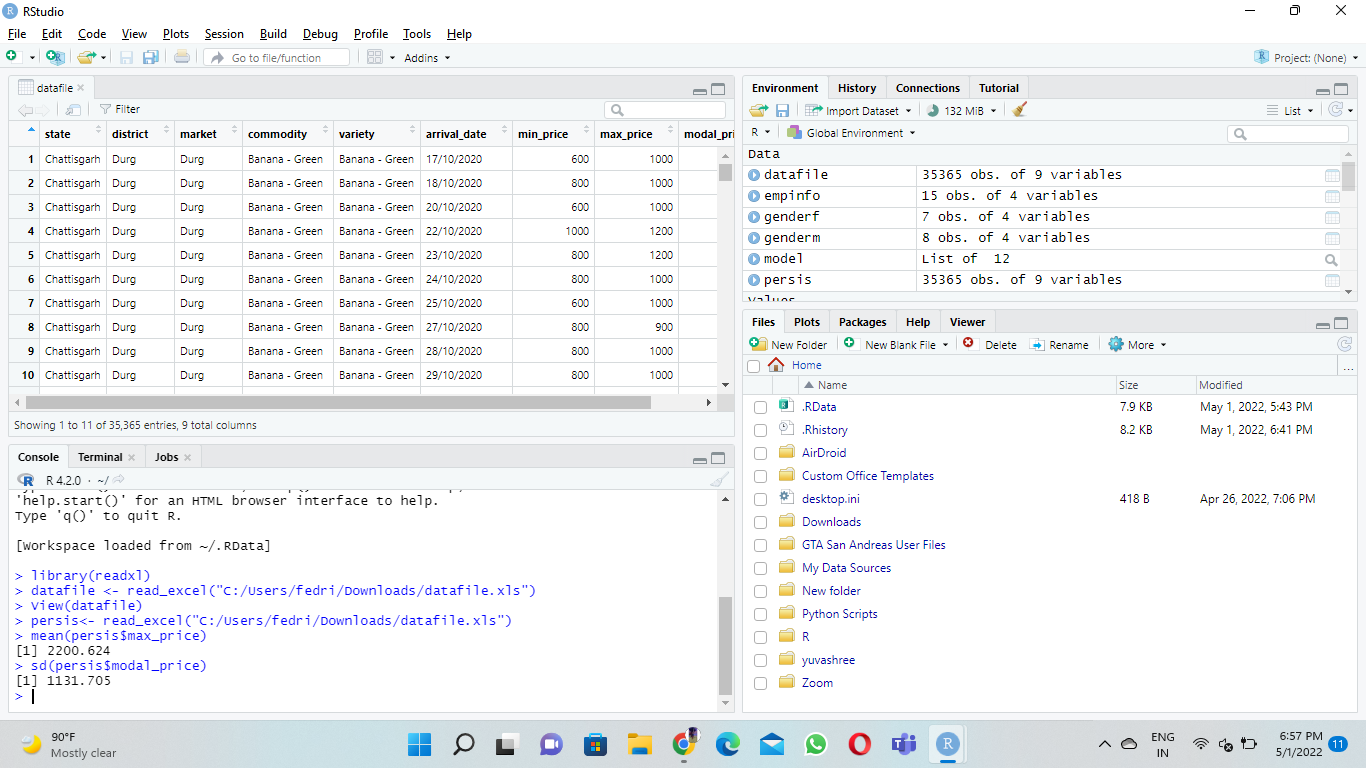 RStudio
File Edit Code View Plots Session Build Debug Profile Tools Help
Go to file/function Addins Project: (None)
datafile
Filter
state district market commodity variety arrival_date min_price max_price modal_pri
1 Chattisgarh Durg Durg Banana - Green Banana - Green 17/10/2020 600 1000
2 Chattisgarh Durg Durg Banana - Green Banana - Green 18/10/2020 800 1000
3 Chattisgarh Durg Durg Banana - Green Banana - Green 20/10/2020 600 1000
4 Chattisgarh Durg Durg Banana - Green Banana - Green 22/10/2020 1000 1200
5 Chattisgarh Durg Durg Banana - Green Banana - Green 23/10/2020 800 1200
6 Chattisgarh Durg Durg Banana - Green Banana - Green 24/10/2020 800 1000
7 Chattisgarh Durg Durg Banana - Green Banana - Green 25/10/2020 600 1000
8 Chattisgarh Durg Durg Banana - Green Banana - Green 27/10/2020 800 900
9 Chattisgarh Durg Durg Banana - Green Banana - Green 28/10/2020 800 1000
10 Chattisgarh Durg Durg Banana - Green Banana - Green 29/10/2020 800 1000
Showing 1 to 11 of 35,365 entries, 9 total columns
Console Terminal Jobs
R 4.2.0 · ~/
'help.start()' for an HTML browser interface to help.
Type 'q()' to quit R.
[Workspace loaded from ~/.RData]
> library(readxl)
> datafile <- read_excel("C:/Users/fedri/Downloads/datafile.xls")
> View(datafile)
> persis<- read_excel("C:/Users/fedri/Downloads/datafile.xls")
> mean(persis$max_price)
[1] 2200.624
> sd(persis$modal_price)
[1] 1131.705
>
Environment History Connections Tutorial
Import Dataset 132 MiB List
R Global Environment
Data
datafile 35365 obs. of 9 variables
empinfo 15 obs. of 4 variables
genderf 7 obs. of 4 variables
genderm 8 obs. of 4 variables
model List of 12
persis 35365 obs. of 9 variables
Values
Files Plots Packages Help Viewer
New Folder New Blank File Delete Rename More
Home ...
Name Size Modified
.RData 7.9 KB May 1, 2022, 5:43 PM
.Rhistory 8.2 KB May 1, 2022, 6:41 PM
AirDroid
Custom Office Templates
desktop.ini 418 B Apr 26, 2022, 7:06 PM
Downloads
GTA San Andreas User Files
My Data Sources
New folder
Python Scripts
R
yuvashree
Zoom
90°F
Mostly clear
ENG
IN
6:57 PM
5/1/2022
11